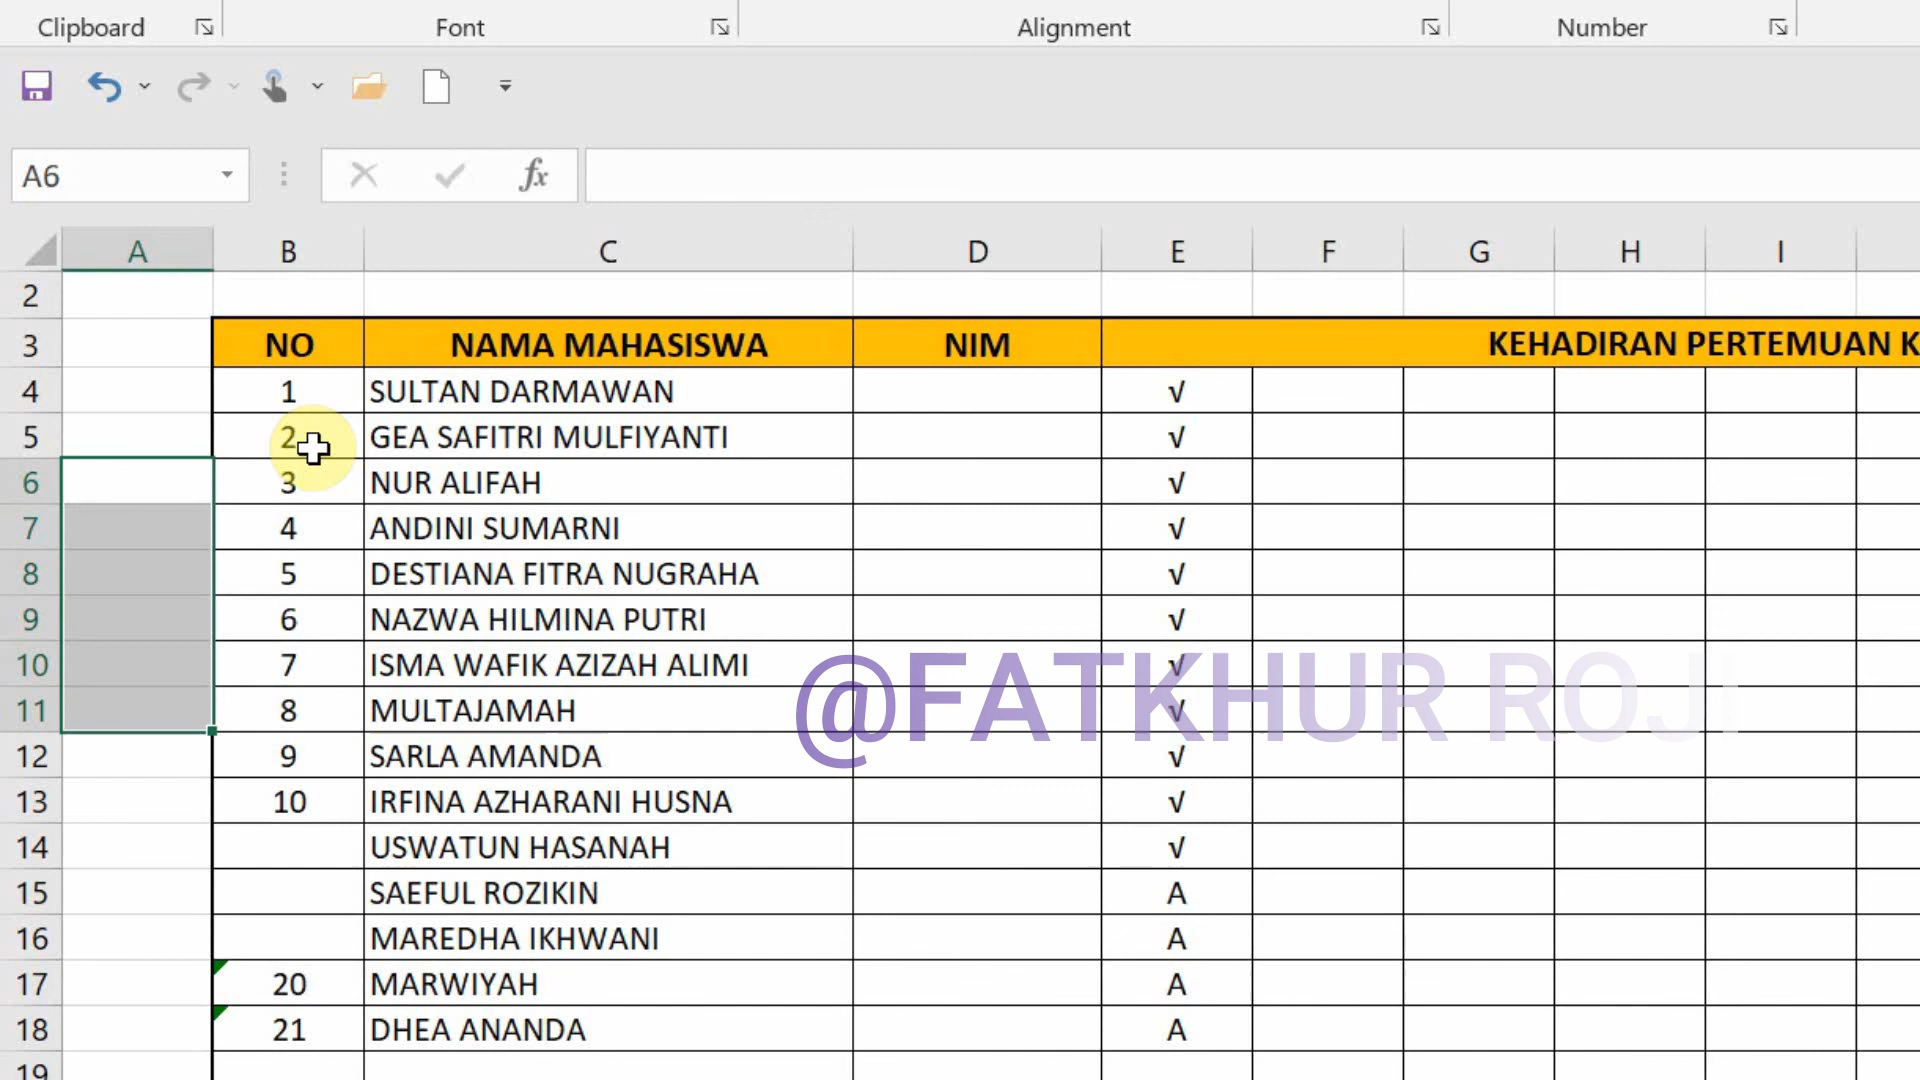 Clipboard Font Alignment Number
A6 fx
A B C D E F G H I
2
3 NO NAMA MAHASISWA NIM KEHADIRAN PERTEMUAN K
4 1 SULTAN DARMAWAN √
5 2 GEA SAFITRI MULFIYANTI √
6 3 NUR ALIFAH √
7 4 ANDINI SUMARNI √
8 5 DESTIANA FITRA NUGRAHA √
9 6 NAZWA HILMINA PUTRI √
10 7 ISMA WAFIK AZIZAH ALIMI √
@FATKHUR ROJI
11 8 MULTAJAMAH √
12 9 SARLA AMANDA √
13 10 IRFINA AZHARANI HUSNA √
14 USWATUN HASANAH √
15 SAEFUL ROZIKIN A
16 MAREDHA IKHWANI A
17 20 MARWIYAH A
18 21 DHEA ANANDA A
19